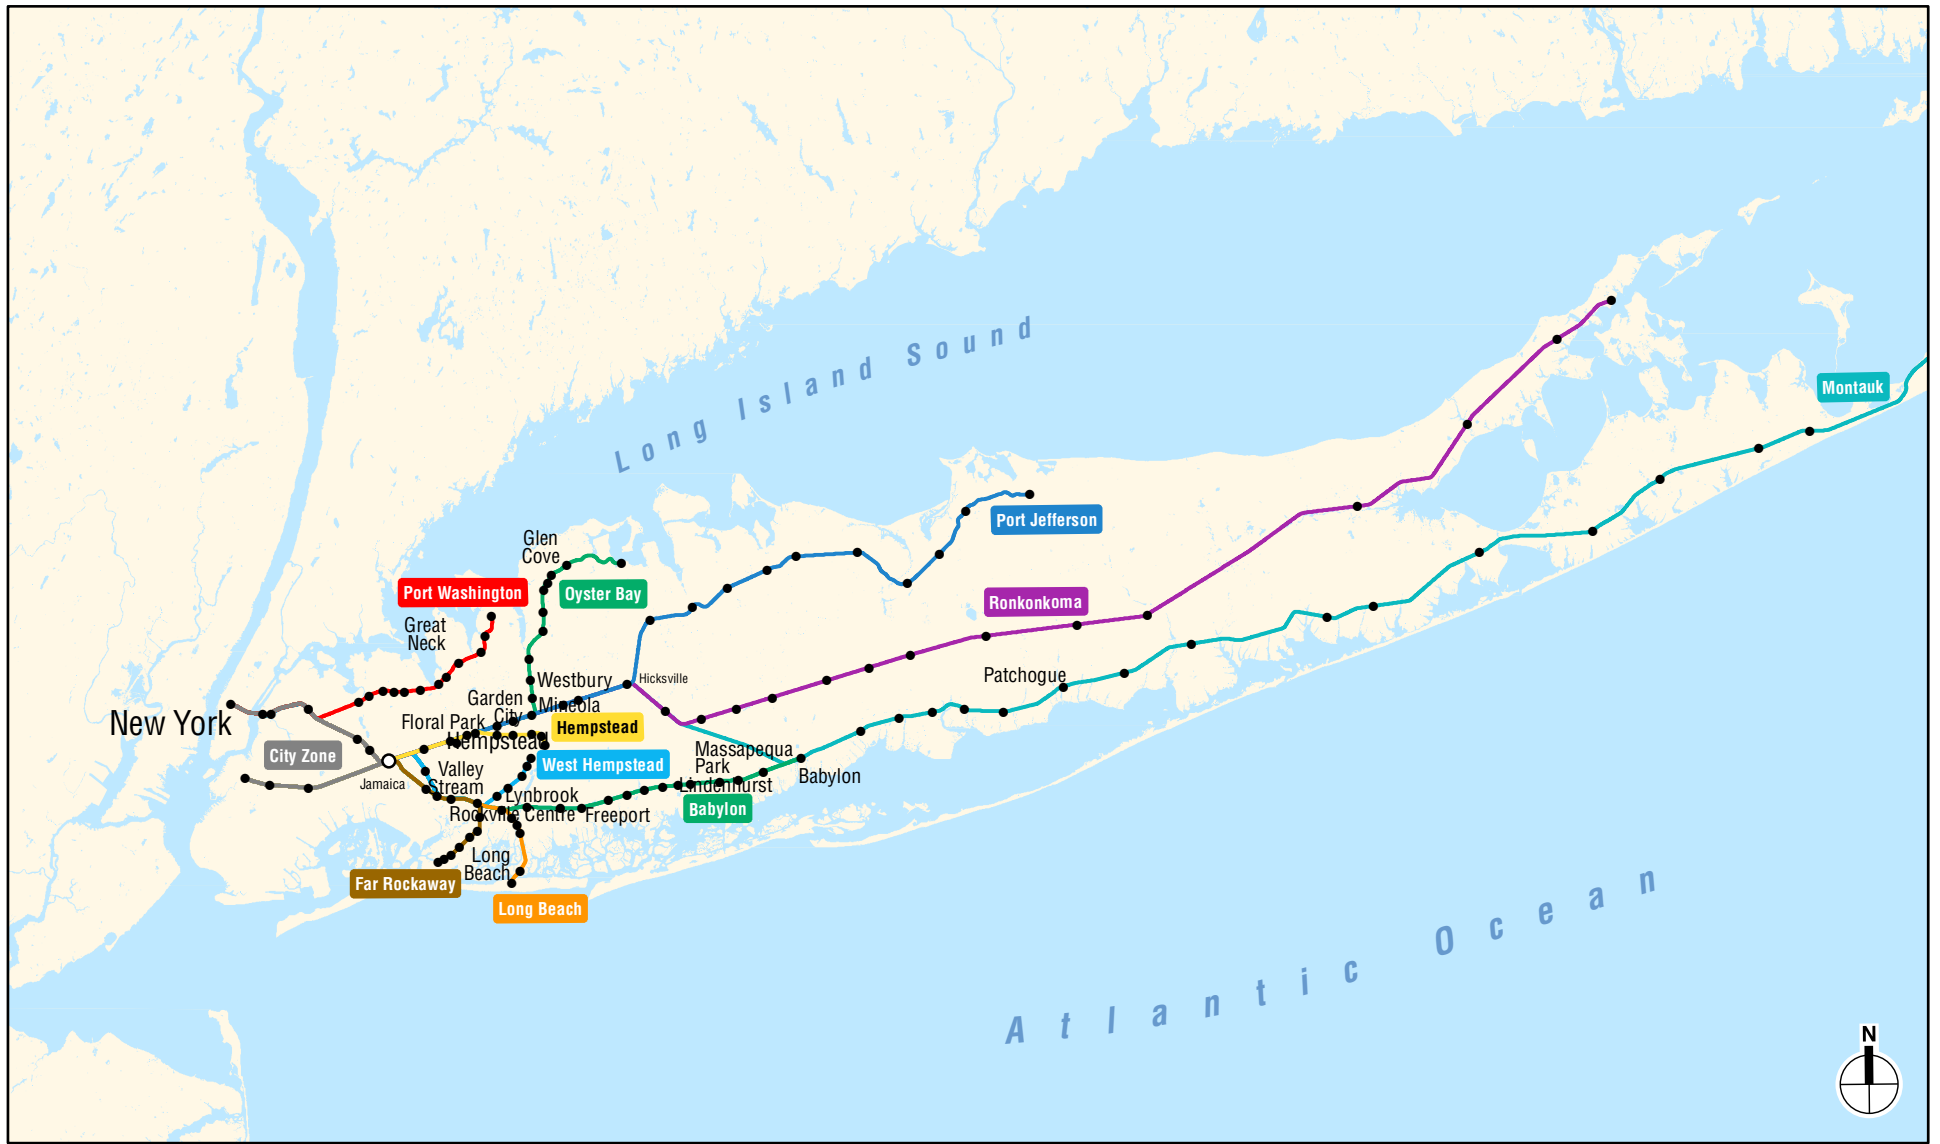 Long Island Sound
Montauk
Port Jefferson
Glen
Cove
Oyster Bay
Port Washington
Ronkonkoma
Great
Neck
Patchogue
Westbury
Hicksville
Garden
City
Mineola
New York
Floral Park
Hempstead
Hempstead
City Zone
West Hempstead
Massapequa
Park
Valley
Stream
Babylon
Jamaica
Lindenhurst
Lynbrook
Babylon
Rockville Centre
Freeport
Long
Beach
Far Rockaway
Long Beach
Atlantic Ocean
N